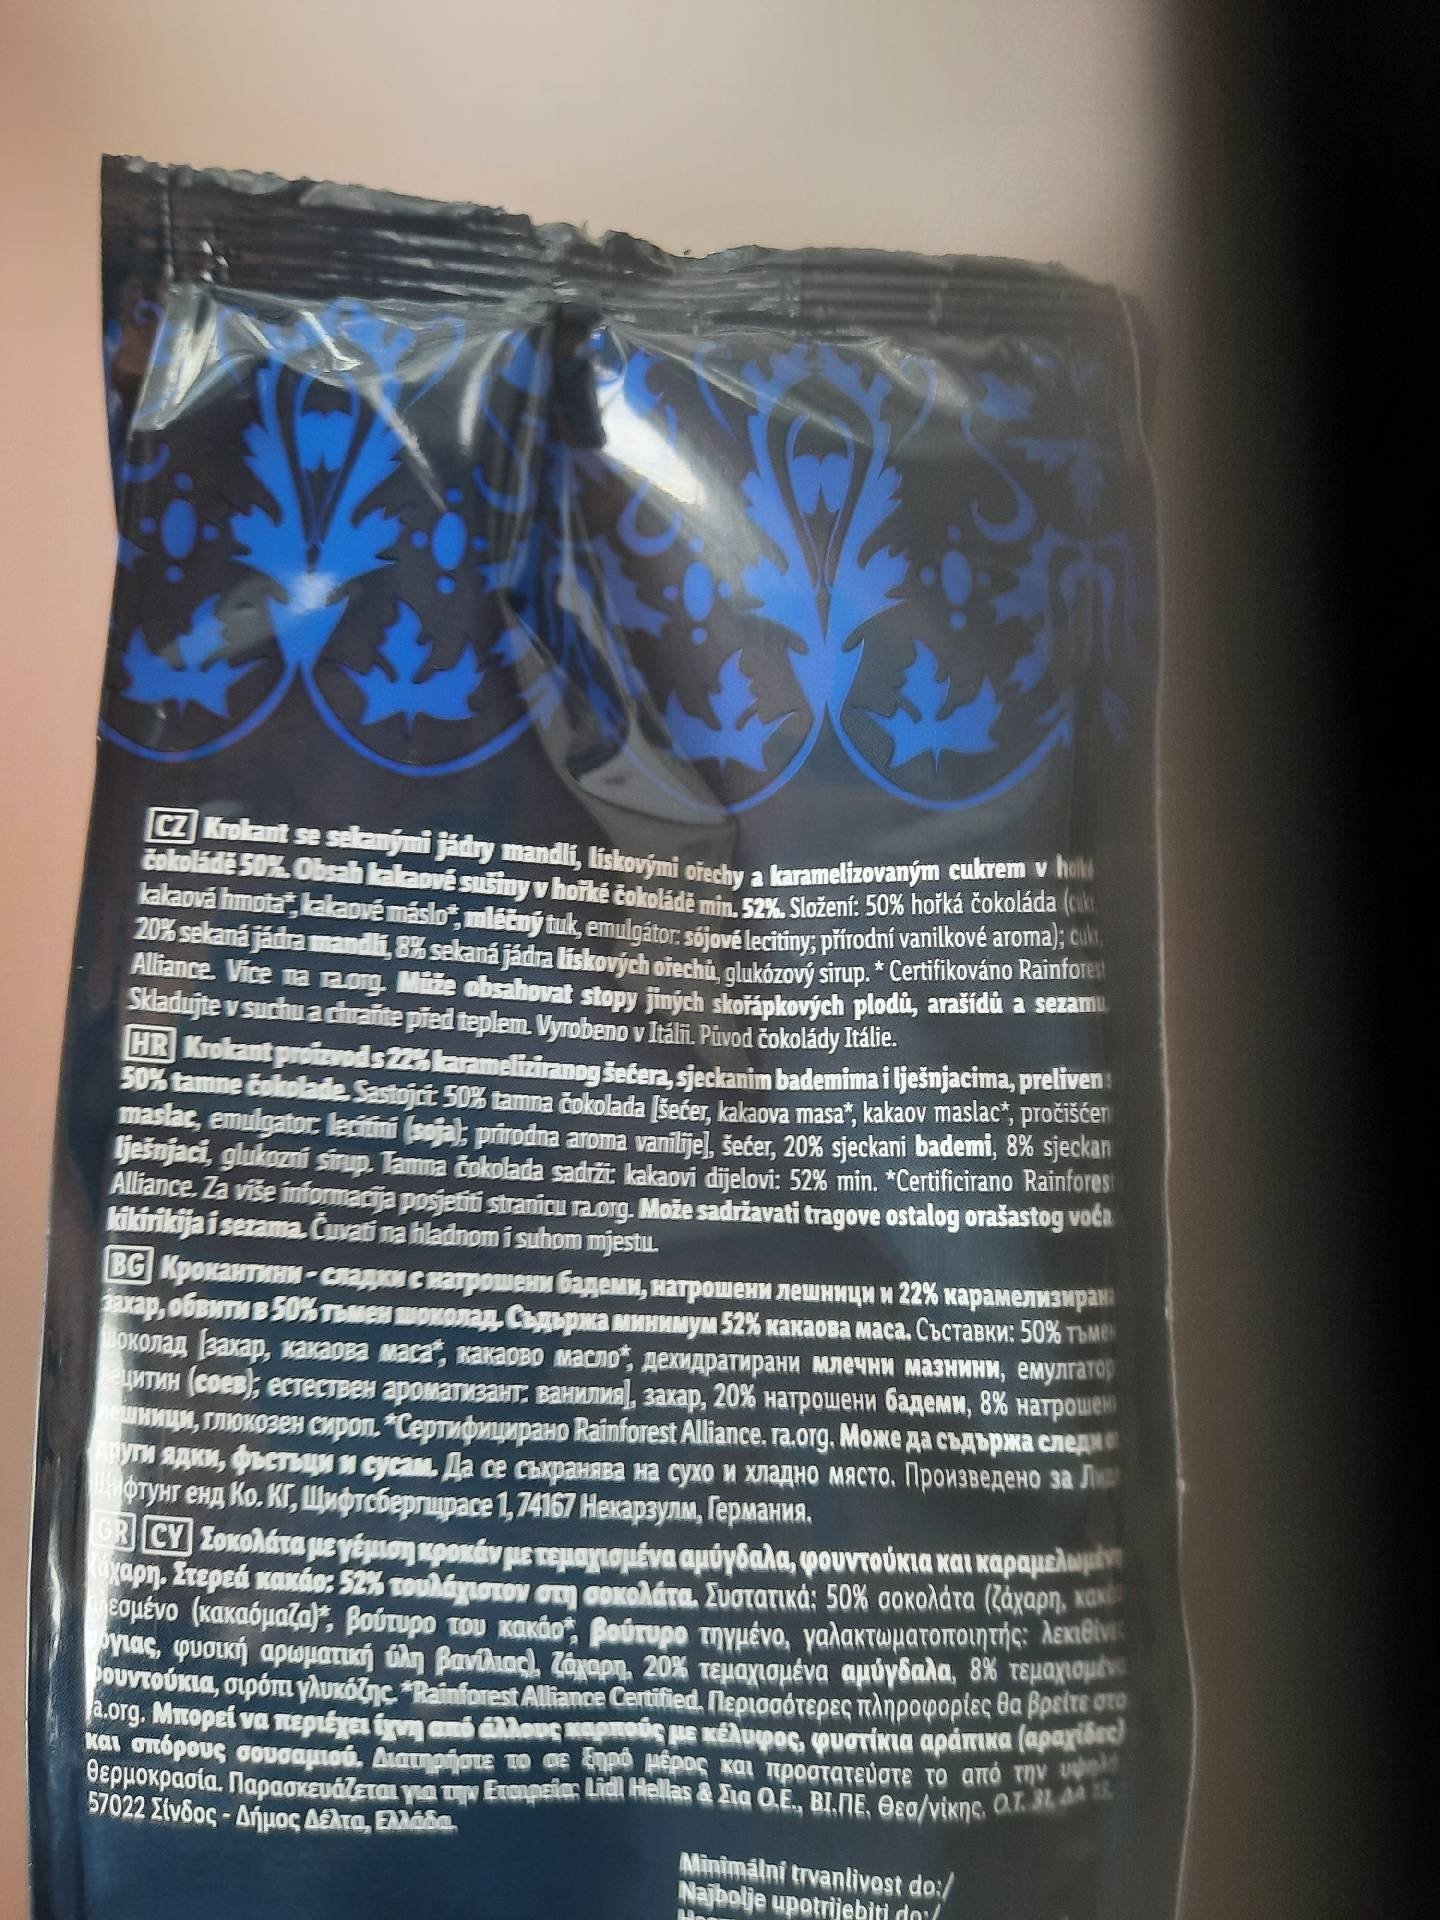 CZ Krokant se sekanými jádry mandlí, lískovými ořechy a karamelizovaným cukrem v hořké
čokoládě 50%. Obsah kakaové sušiny v hořké čokoládě min. 52%. Složení: 50% hořká čokoláda (
kakaová hmota*, kakaové máslo*, mléčný tuk, emulgátor: sójové lecitiny; přírodní vanilkové aroma);
20% sekaná jádra mandlí, 8% sekaná jádra lískových ořechů, glukózový sirup. * Certifikováno Rainforest
Alliance. Více na ra.org. Může obsahovat stopy jiných skořápkových plodů, arašídů a sezamu.
Skladujte v suchu a chraňte před teplem. Vyrobeno v Itálii. Původ čokolády Itálie.
HR Krokant proizvod s 22% karameliziranog šećera, sjeckanim bademima i lješnjacima, preliven s
50% tamne čokolade. Sastojci: 50% tamna čokolada [šećer, kakaova masa*, kakaov maslac*, pročišćen
maslac, emulgator: lecitini (soja); prirodna aroma vanilije], šećer, 20% sjeckani bademi, 8% sjeckan
lješnjaci, glukozni sirup. Tamna čokolada sadrži: kakaovi dijelovi: 52% min. *Certificirano Rainforest
Alliance. Za više informacija posjetiti stranicu ra.org. Može sadržavati tragove ostalog orašastog voća
kikirikija i sezama. Čuvati na hladnom i suhom mjestu.
BG Крокантини - сладки с натрошени бадеми, натрошени лешници и 22% карамелизирана
захар, обвити в 50% тъмен шоколад. Съдържа минимум 52% какаова маса. Съставки: 50% тъмен
шоколад [захар, какаова маса*, какаово масло*, дехидратирани млечни мазнини, емулгатор
лецитин (соев); естествен ароматизант: ванилия], захар, 20% натрошени бадеми, 8% натрошени
лешници, глюкозен сироп. *Сертифицирано Rainforest Alliance. ra.org. Може да съдържа следи от
други ядки, фъстъци и сусам. Да се съхранява на сухо и хладно място. Произведено за Лидл
Щифтунг енд Ко. КГ, Щифтсбергщрасе 1, 74167 Некарзулм, Германия.
GR CY Σοκολάτα με γέμιση κροκάν με τεμαχισμένα αμύγδαλα, φουντούκια και καραμελωμένη
ζάχαρη. Στερεά κακάο: 52% τουλάχιστον στη σοκολάτα. Συστατικά: 50% σοκολάτα (ζάχαρη, κακάο
αλεσμένο (κακαόμαζα)*, βούτυρο του κακάο*, βούτυρο τηγμένο, γαλακτωματοποιητής: λεκιθίνες
σόγιας, φυσική αρωματική ύλη βανίλιας), ζάχαρη, 20% τεμαχισμένα αμύγδαλα, 8% τεμαχισμένα
φουντούκια, σιρόπι γλυκόζης. *Rainforest Alliance Certified. Περισσότερες πληροφορίες θα βρείτε στο
ra.org. Μπορεί να περιέχει ίχνη από άλλους καρπούς με κέλυφος, φυστίκια αράπικα (αραχίδες)
και σπόρους σουσαμιού. Διατηρήστε το σε ξηρό μέρος και προστατεύστε το από την υψηλή
θερμοκρασία. Παρασκευάζεται για την Εταιρεία: Lidl Hellas & Σια Ο.Ε., ΒΙ.ΠΕ. Θεσ/νίκης, Ο.Τ. 31, ΔΑ 13,
57022 Σίνδος - Δήμος Δέλτα, Ελλάδα.
Minimální trvanlivost do:/
Najbolje upotrijebiti do:/